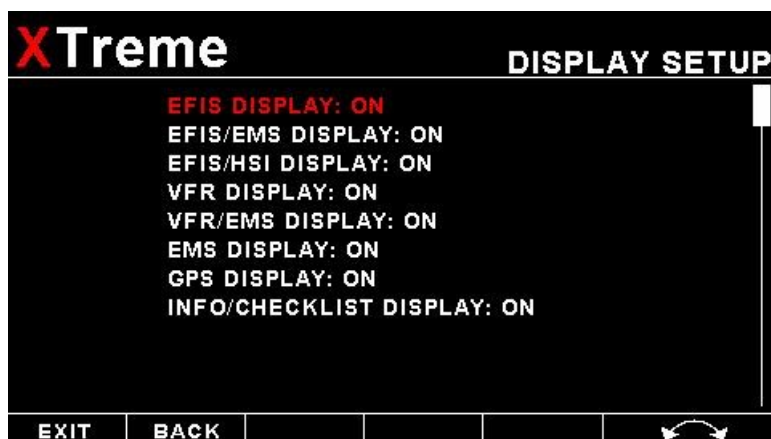 XTreme
DISPLAY SETUP
EFIS DISPLAY: ON
EFIS/EMS DISPLAY: ON
EFIS/HSI DISPLAY: ON
VFR DISPLAY: ON
VFR/EMS DISPLAY: ON
EMS DISPLAY: ON
GPS DISPLAY: ON
INFO/CHECKLIST DISPLAY: ON
EXIT BACK